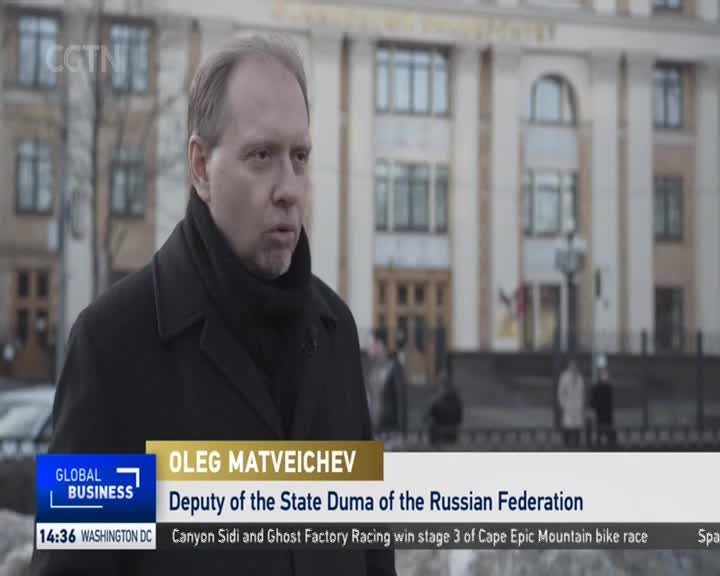 CGTN
OLEG MATVEICHEV
GLOBAL
BUSINESS
Deputy of the State Duma of the Russian Federation
14:36 WASHINGTON DC
Canyon Sidi and Ghost Factory Racing win stage 3 of Cape Epic Mountain bike race
Spa